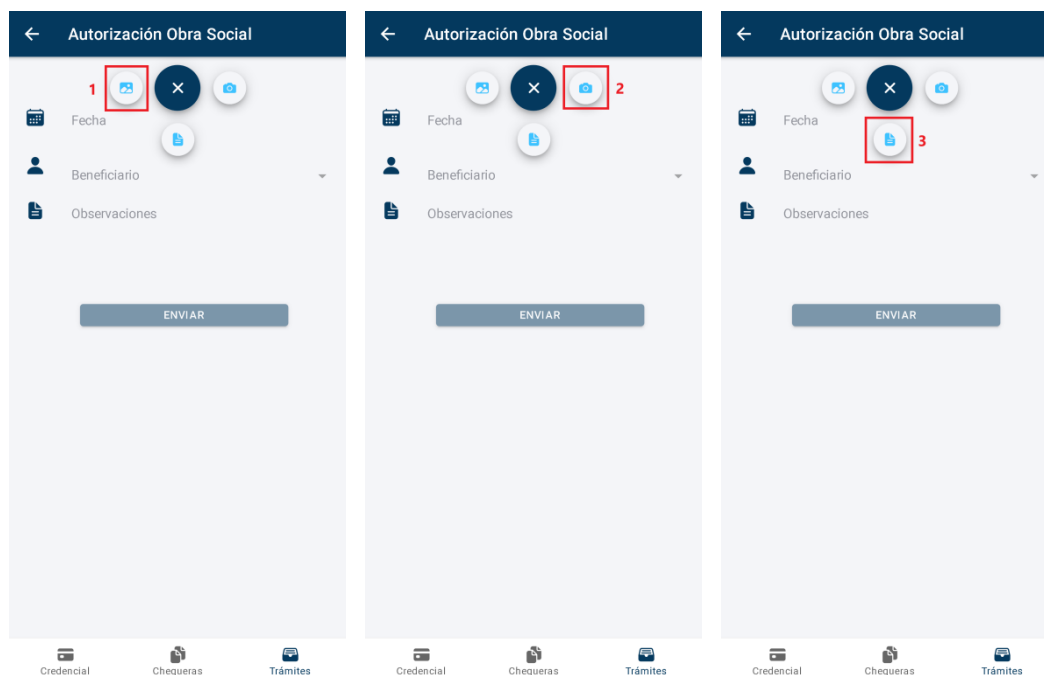 Autorización Obra Social
1
Fecha
Beneficiario
Observaciones
ENVIAR
Credencial
Chequeras
Trámites
Autorización Obra Social
2
Fecha
Beneficiario
Observaciones
ENVIAR
Credencial
Chequeras
Trámites
Autorización Obra Social
Fecha
3
Beneficiario
Observaciones
ENVIAR
Credencial
Chequeras
Trámites